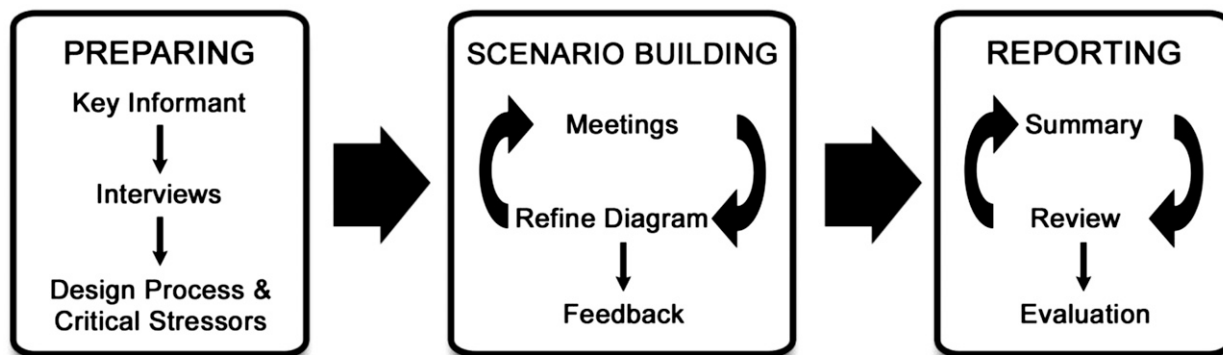 PREPARING
Key Informant
Interviews
Design Process &
Critical Stressors
SCENARIO BUILDING
Meetings
Refine Diagram
Feedback
REPORTING
Summary
Review
Evaluation